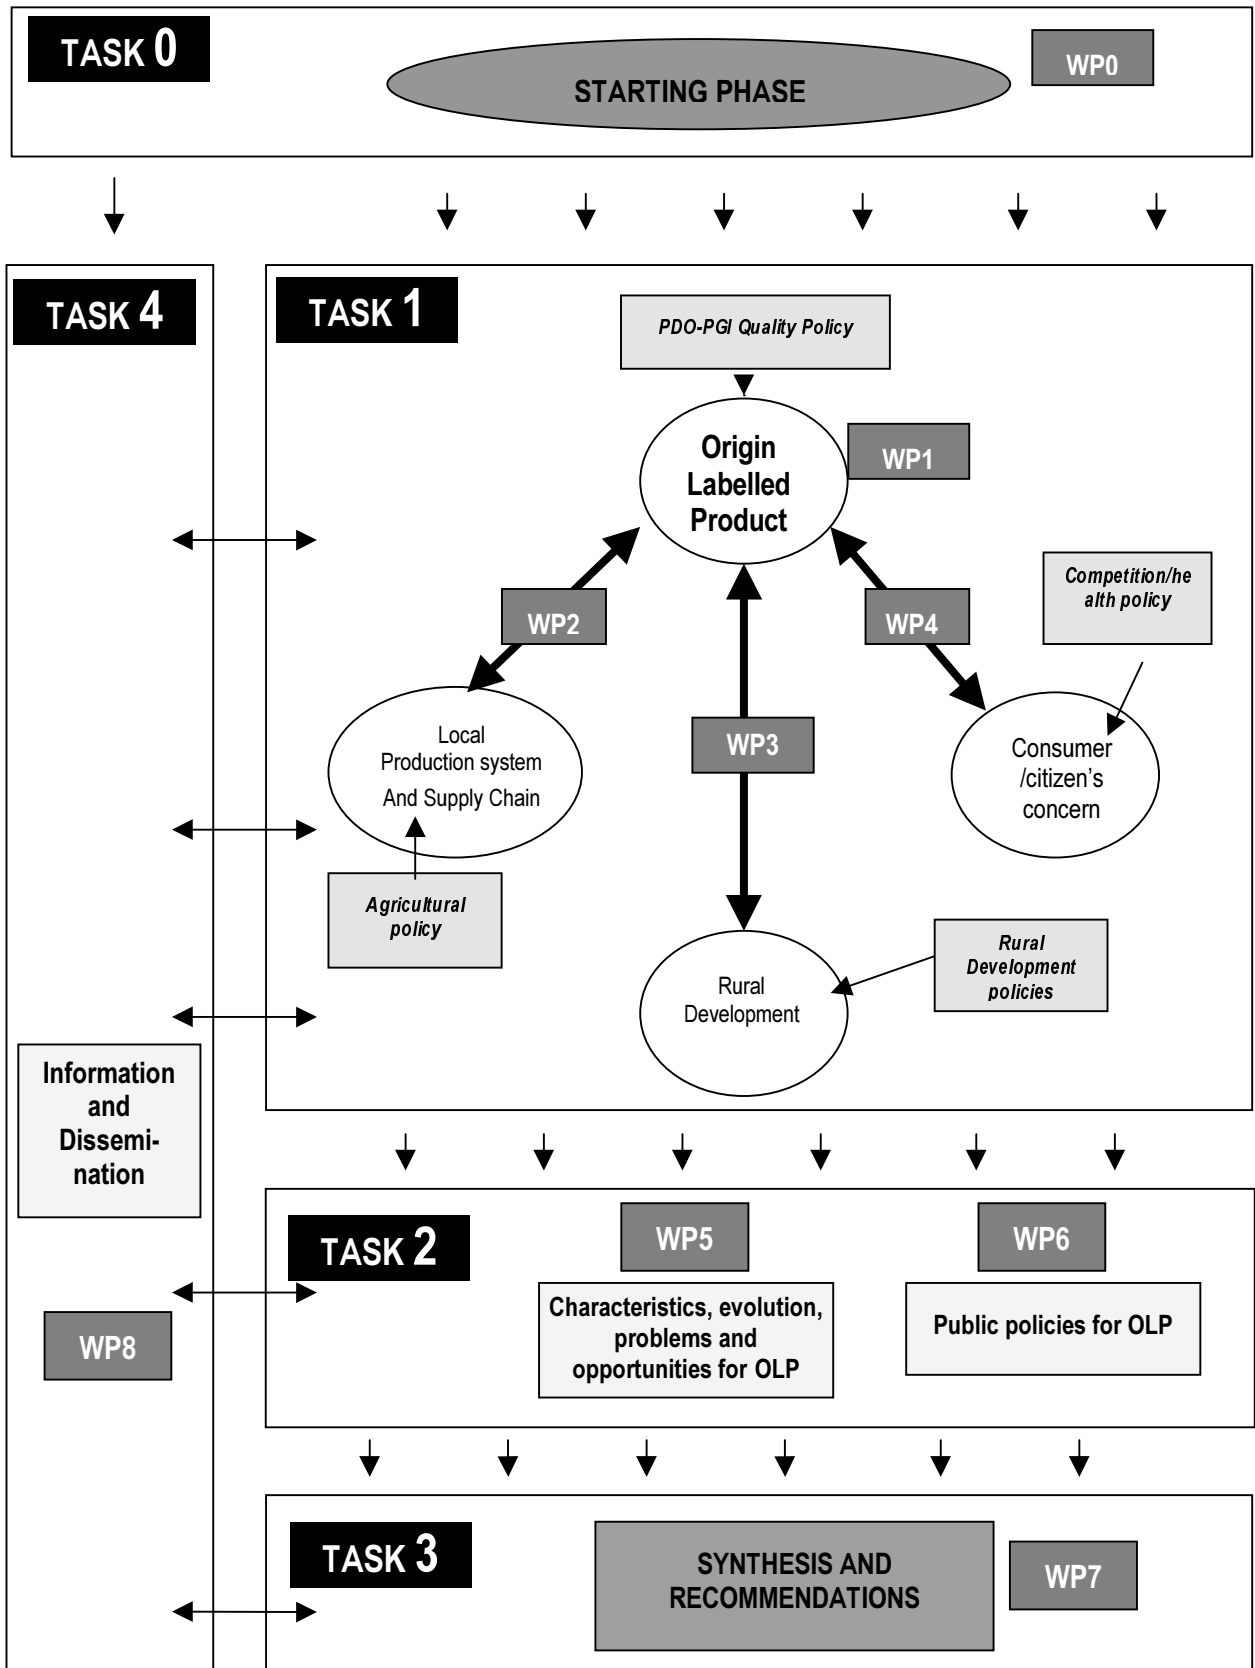 TASK 0
STARTING PHASE
WP0
TASK 4
Information
and
Dissemi-
nation
WP8
TASK 1
PDO-PGI Quality Policy
Origin
Labelled
Product
WP1
WP2
WP4
Competition/he
alth policy
Local
Production system
And Supply Chain
WP3
Consumer
/citizen's
concern
Agricultural
policy
Rural
Development
Rural
Development
policies
TASK 2
WP5
Characteristics, evolution,
problems and
opportunities for OLP
WP6
Public policies for OLP
TASK 3
SYNTHESIS AND
RECOMMENDATIONS
WP7